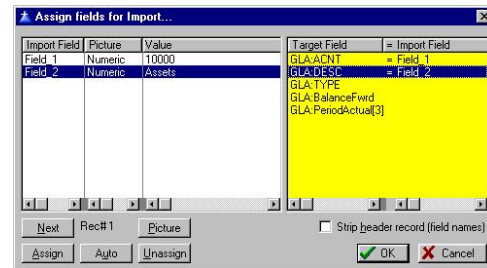 Assign fields for Import...
Import Field Picture Value
Field_1 Numeric 10000
Field_2 Numeric Assets
Target Field = Import Field
GLA:ACNT = Field_1
GLA:DESC = Field_2
GLA:TYPE
GLA:BalanceFwrd
GLA:PeriodActual[3]
Next Rec#1 Picture
Strip header record (field names)
Assign Auto Unassign
OK Cancel